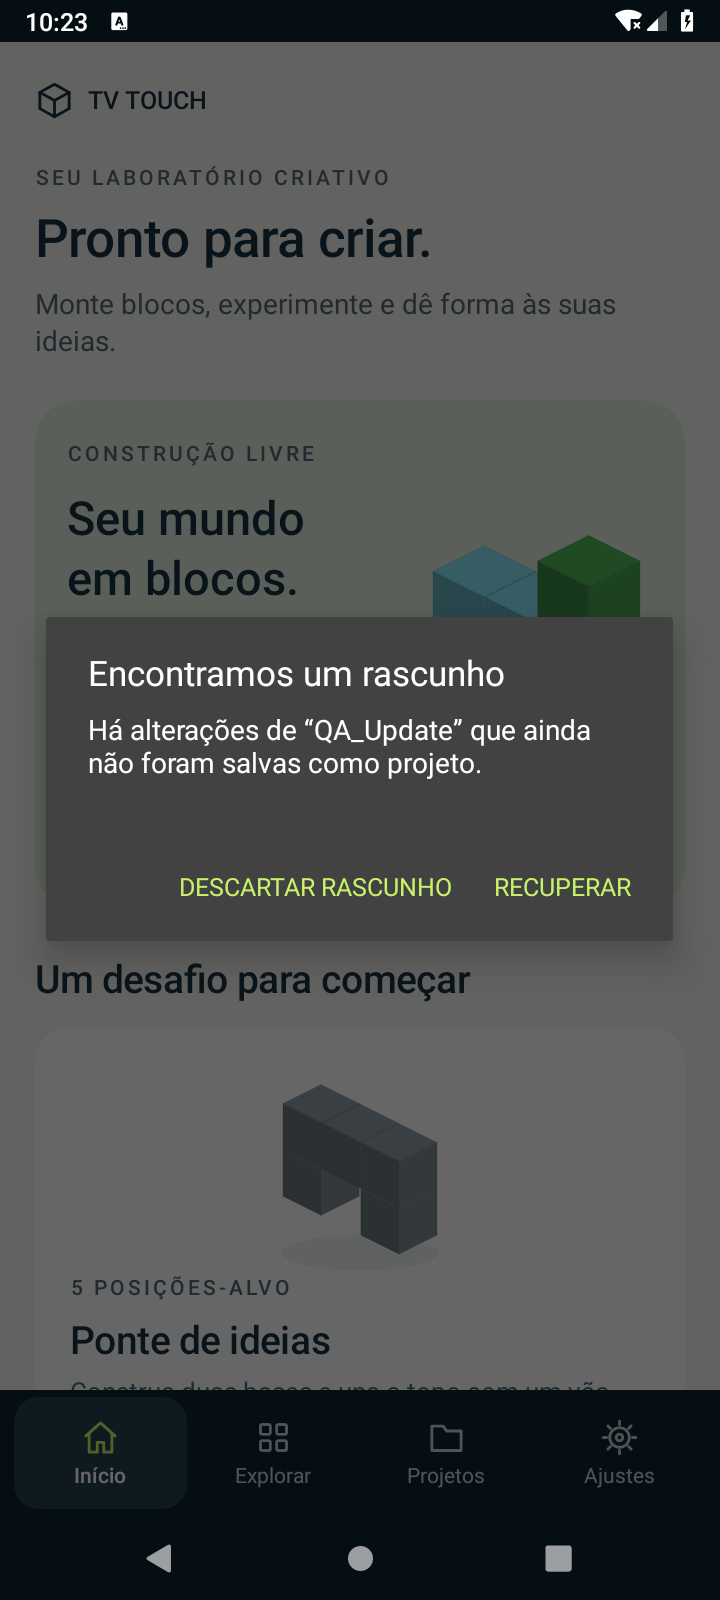 10:23
TV TOUCH
SEU LABORATÓRIO CRIATIVO
Pronto para criar.
Monte blocos, experimente e dê forma às suas
ideias.
CONSTRUÇÃO LIVRE
Seu mundo
em blocos.
Encontramos um rascunho
Há alterações de “QA_Update” que ainda
não foram salvas como projeto.
DESCARTAR RASCUNHO RECUPERAR
Um desafio para começar
5 POSIÇÕES-ALVO
Ponte de ideias
Início Explorar Projetos Ajustes